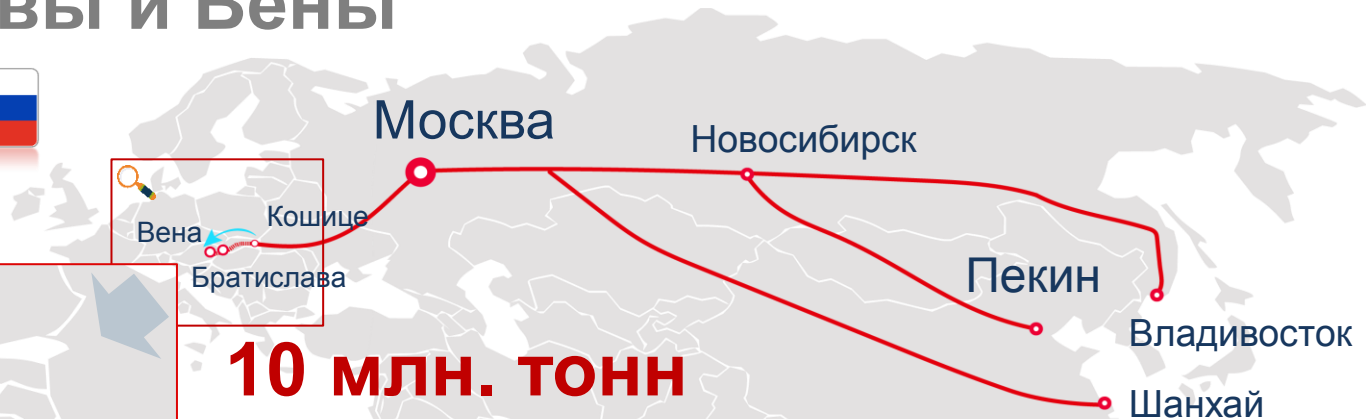 вы и Вены
Москва
Новосибирск
Кошице
Вена
Братислава
Пекин
Владивосток
10 млн. тонн
Шанхай